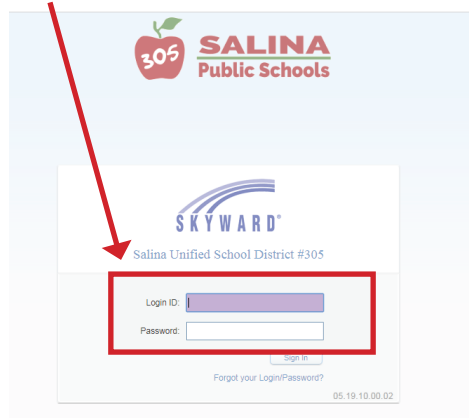 305
SALINA
Public Schools
SKYWARD®
Salina Unified School District #305
Login ID:
Password:
Sign In
Forgot your Login/Password?
05.19.10.00.02